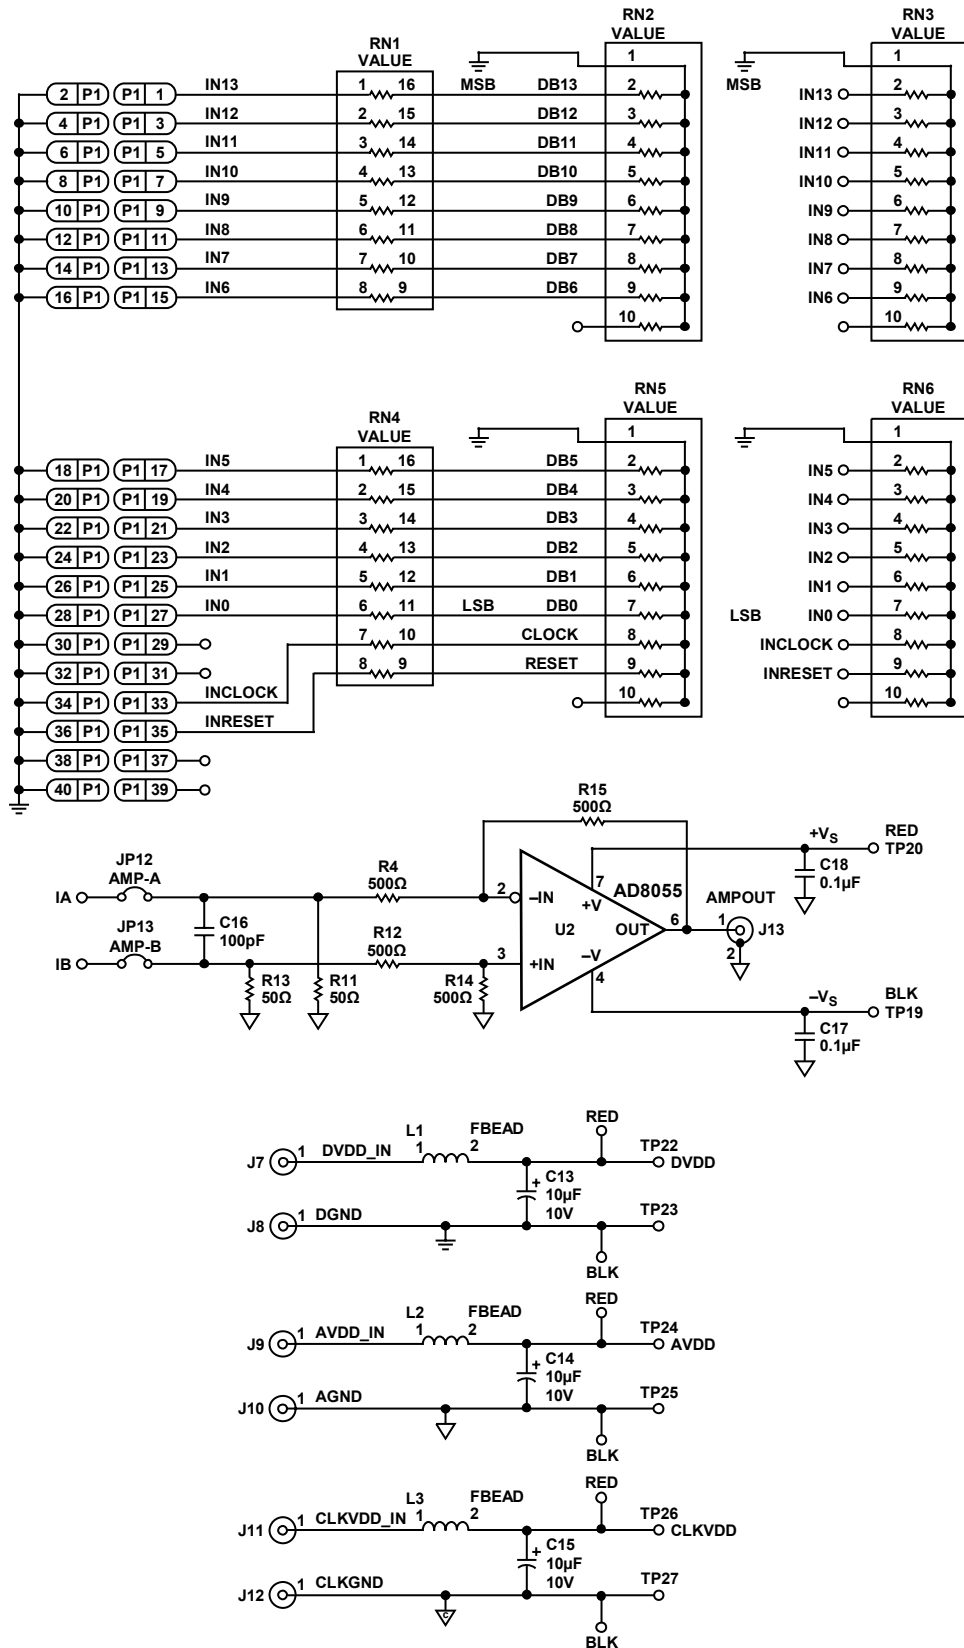 RN1
VALUE
RN2
VALUE
RN3
VALUE
1
1
2 P1 P1 1 IN13 1 16 MSB DB13 2 MSB IN13 2
4 P1 P1 3 IN12 2 15 DB12 3 IN12 3
6 P1 P1 5 IN11 3 14 DB11 4 IN11 4
8 P1 P1 7 IN10 4 13 DB10 5 IN10 5
10 P1 P1 9 IN9 5 12 DB9 6 IN9 6
12 P1 P1 11 IN8 6 11 DB8 7 IN8 7
14 P1 P1 13 IN7 7 10 DB7 8 IN7 8
16 P1 P1 15 IN6 8 9 DB6 9 IN6 9
10 10
RN4
VALUE
RN5
VALUE
RN6
VALUE
1
1
18 P1 P1 17 IN5 1 16 DB5 2 IN5 2
20 P1 P1 19 IN4 2 15 DB4 3 IN4 3
22 P1 P1 21 IN3 3 14 DB3 4 IN3 4
24 P1 P1 23 IN2 4 13 DB2 5 IN2 5
26 P1 P1 25 IN1 5 12 DB1 6 IN1 6
28 P1 P1 27 IN0 6 11 LSB DB0 7 LSB IN0 7
30 P1 P1 29 7 10 CLOCK 8 INCLOCK 8
32 P1 P1 31 8 9 RESET 9 INRESET 9
34 P1 P1 33 INCLOCK 10 10
36 P1 P1 35 INRESET
38 P1 P1 37
40 P1 P1 39
R15
500Ω
+VS
RED
TP20
C18
0.1µF
JP12
AMP-A
IA
R4
500Ω
2 –IN
7
+V
AD8055
U2
OUT 6
AMPOUT
1
J13
2
C16
100pF
JP13
AMP-B
IB
R12
500Ω
3 +IN
–V
4
R13
50Ω
R11
50Ω
R14
500Ω
–VS
BLK
TP19
C17
0.1µF
RED
L1 FBEAD
J7 1 DVDD_IN 1 2 TP22
DVDD
C13
+
10µF
10V
J8 1 DGND TP23
BLK
RED
L2 FBEAD
J9 1 AVDD_IN 1 2 TP24
AVDD
C14
+
10µF
10V
J10 1 AGND TP25
BLK
RED
L3 FBEAD
J11 1 CLKVDD_IN 1 2 TP26
CLKVDD
C15
+
10µF
10V
J12 1 CLKGND TP27
C
BLK